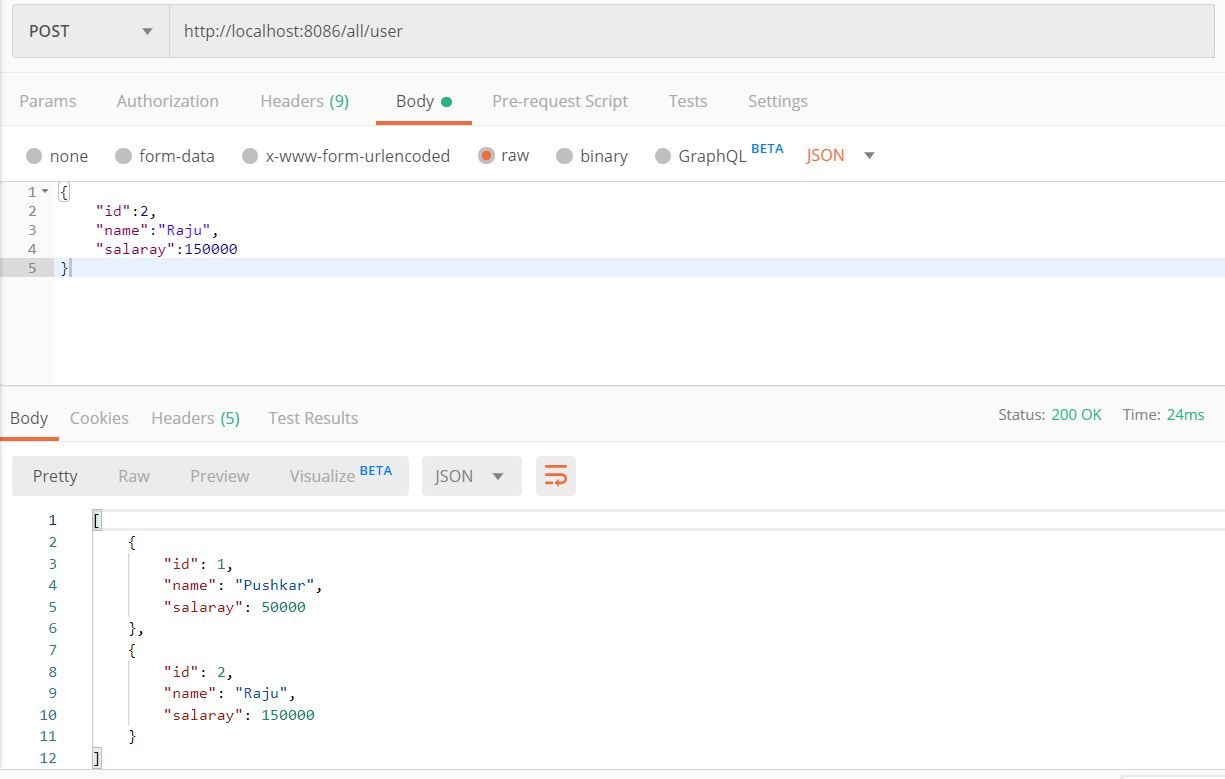 POST http://localhost:8086/all/user
Params Authorization Headers (9) Body Pre-request Script Tests Settings
none form-data x-www-form-urlencoded raw binary GraphQL BETA JSON
1 {
2 "id":2,
3 "name":"Raju",
4 "salaray":150000
5 }
Body Cookies Headers (5) Test Results Status: 200 OK Time: 24ms
Pretty Raw Preview Visualize BETA JSON
1 [
2 {
3 "id": 1,
4 "name": "Pushkar",
5 "salaray": 50000
6 },
7 {
8 "id": 2,
9 "name": "Raju",
10 "salaray": 150000
11 }
12 ]